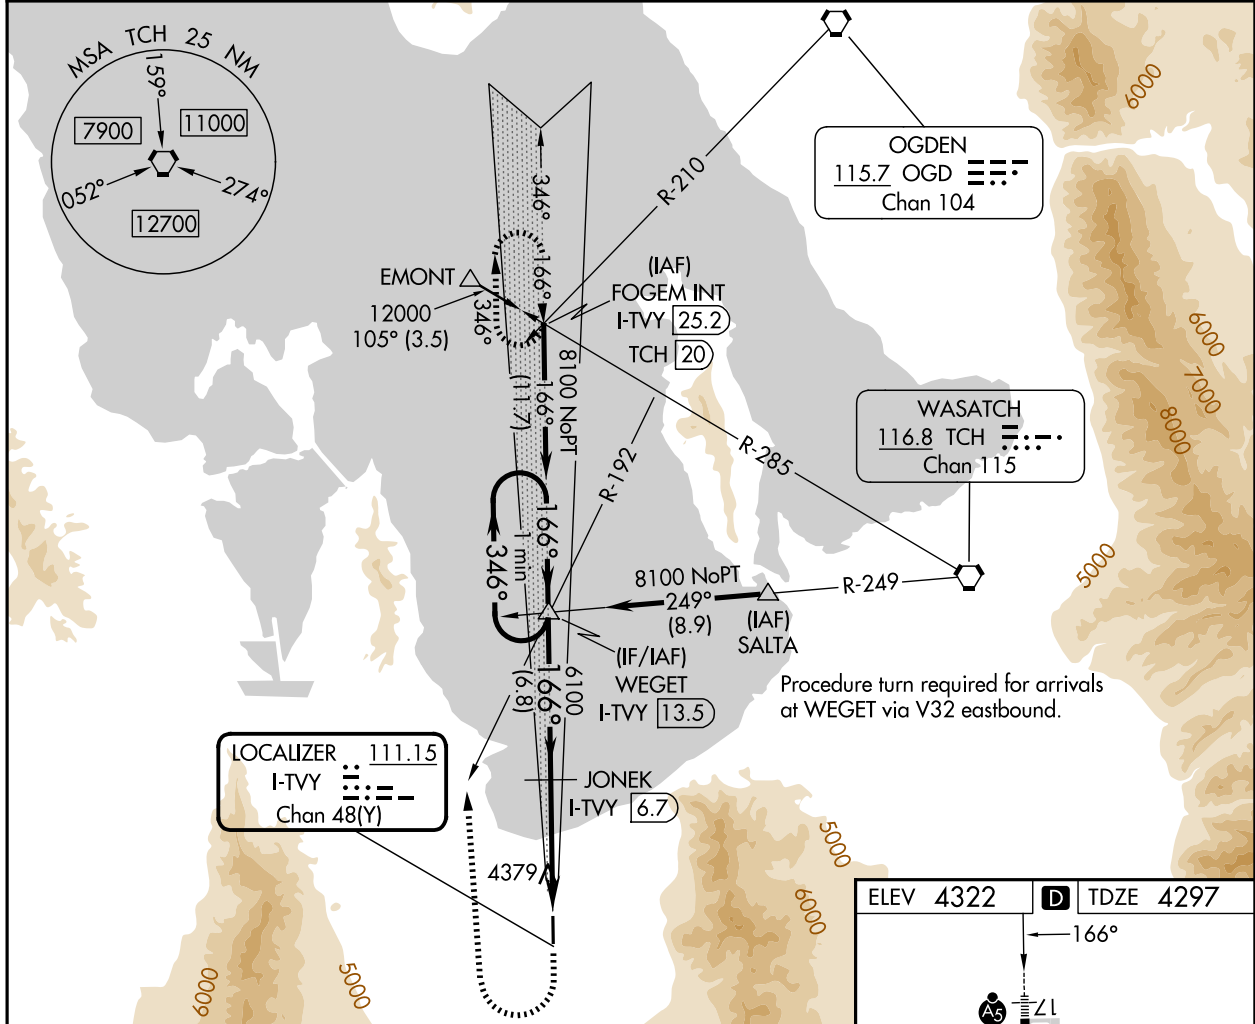 MSA TCH 25 NM
159°
7900
11000
052°
274°
12700
OGDEN
115.7 OGD
Chan 104
6000
R-210
346°
166°
346°
EMONT
12000
105° (3.5)
(IAF)
FOGEM INT
I-TVY 25.2
TCH 20
8100 NoPT
166°
(11.7)
R-192
R-285
WASATCH
116.8 TCH
Chan 115
6000
7000
8000
5000
166°
1 min
346°
8100 NoPT
249°
(8.9)
R-249
(IAF)
SALTA
(IF/IAF)
WEGET
I-TVY 13.5
6100
166°
(6.8)
Procedure turn required for arrivals
at WEGET via V32 eastbound.
LOCALIZER 111.15
I-TVY
Chan 48(Y)
JONEK
I-TVY 6.7
4379
5000
6000
6000
5000
ELEV 4322 D TDZE 4297
166°
A5
17